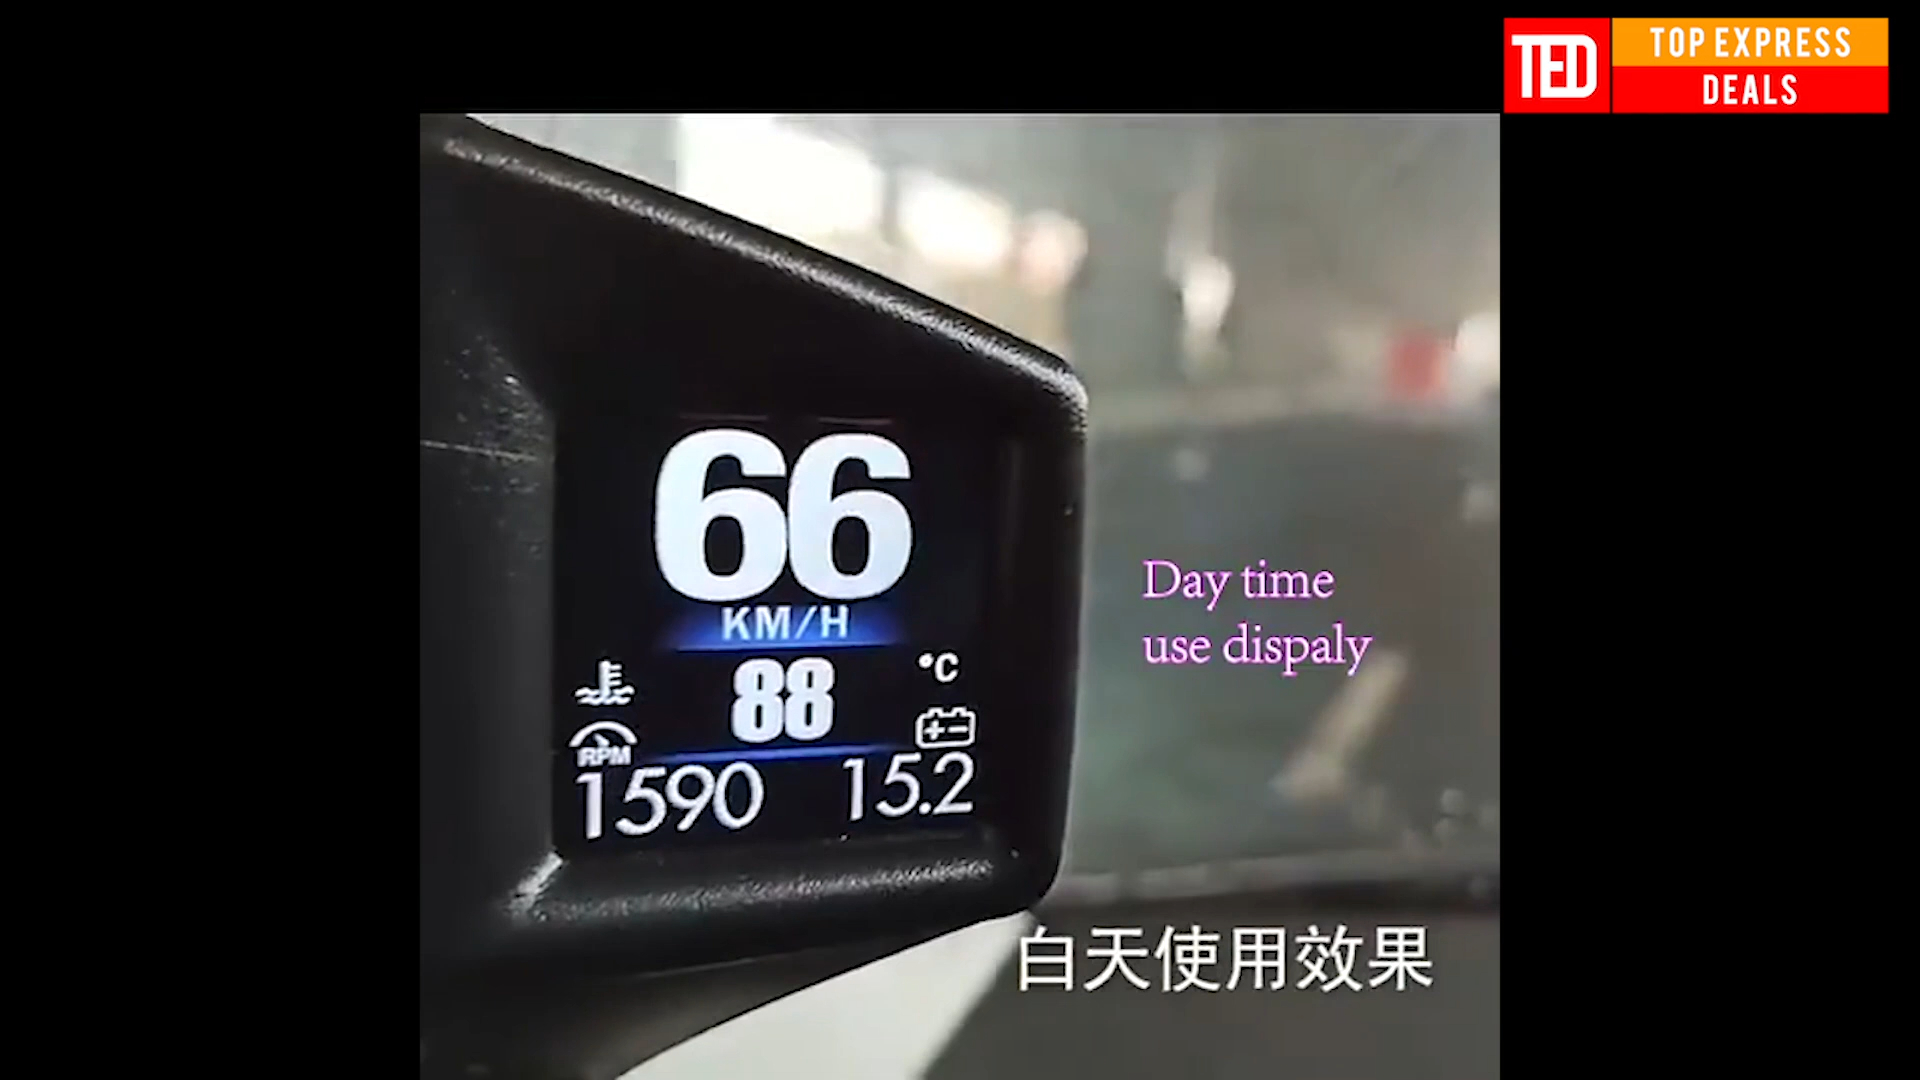 TED
TOP EXPRESS
DEALS
66
KM/H
88
°C
RPM
1590
15.2
Day time
use dispaly
白天使用效果